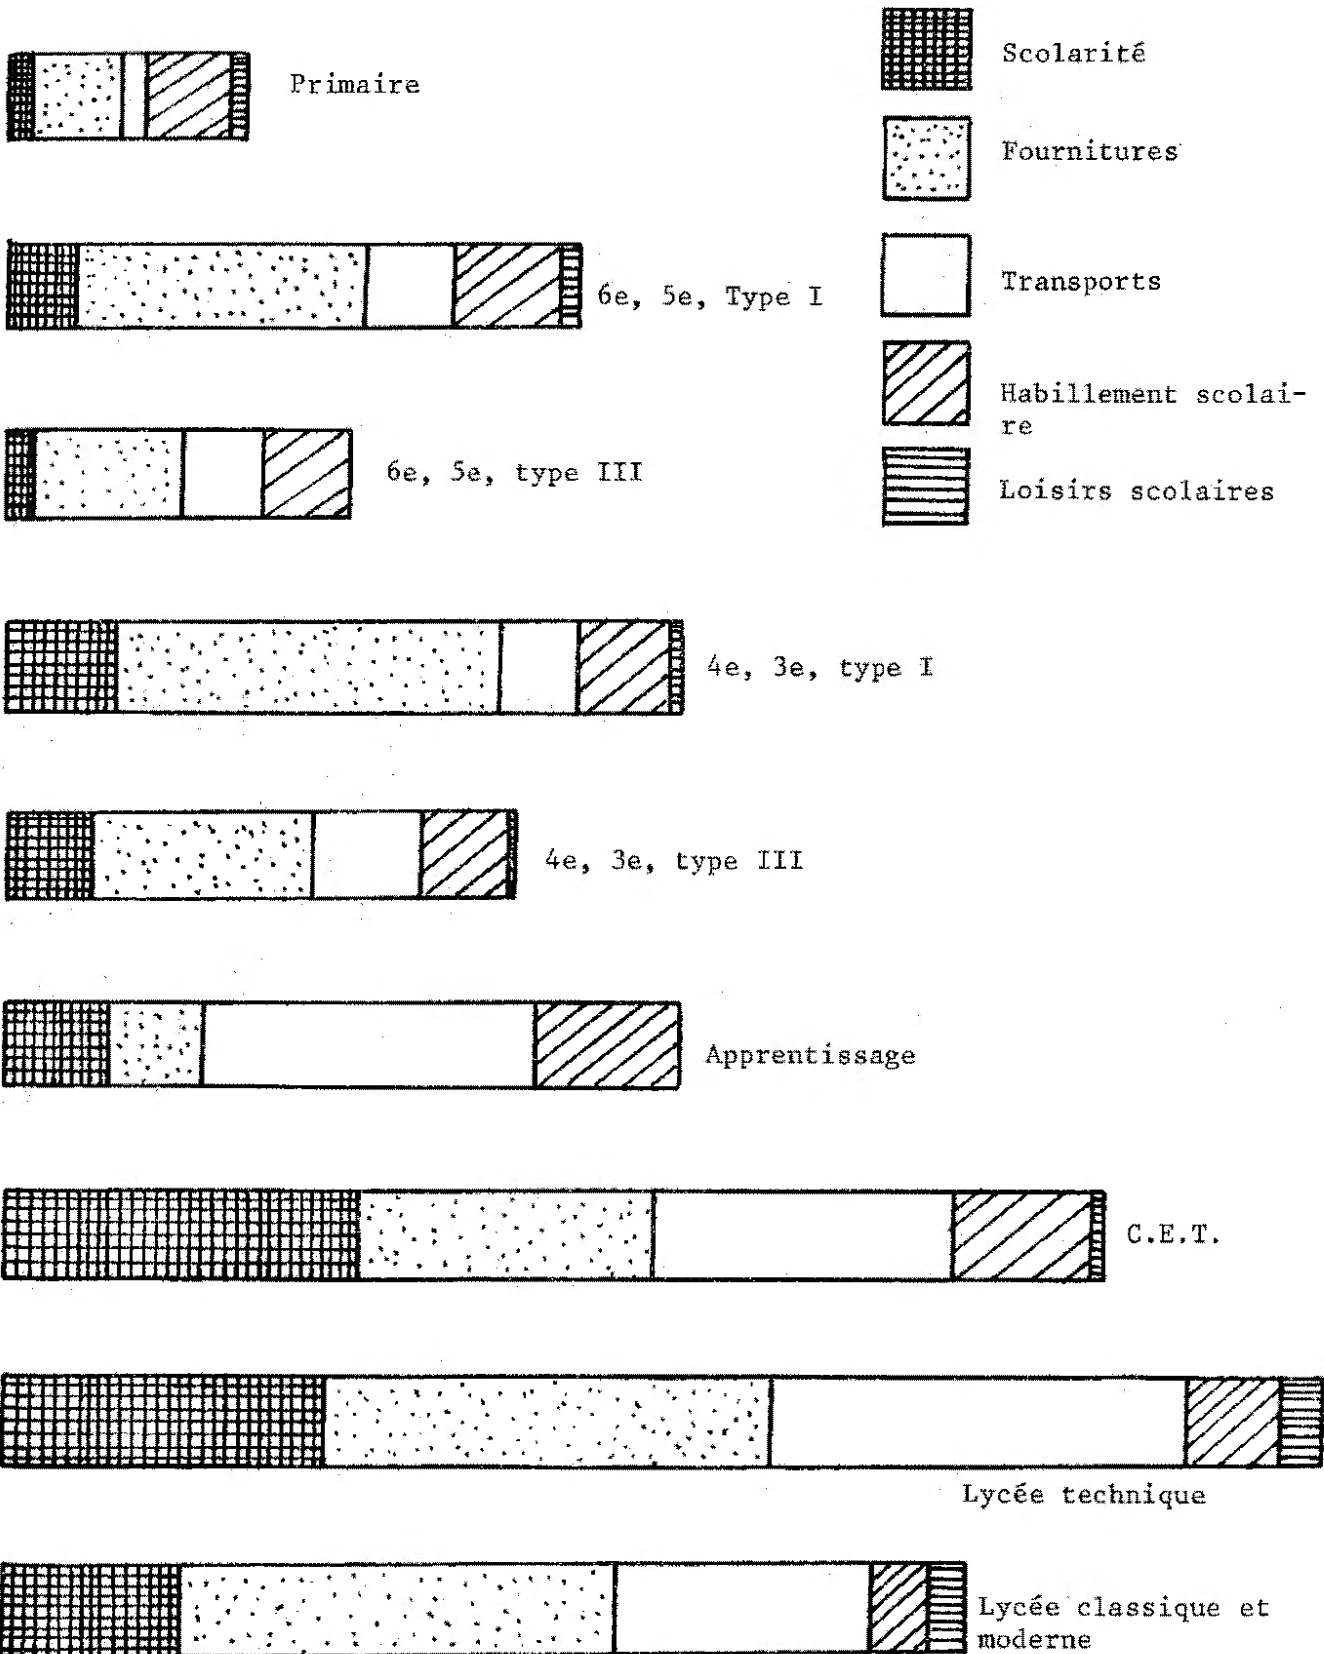 Scolarité
Primaire
Fournitures
Transports
6e, 5e, Type I
Habillement scolai-
re
6e, 5e, type III
Loisirs scolaires
4e, 3e, type I
4e, 3e, type III
Apprentissage
C.E.T.
Lycée technique
Lycée classique et
moderne